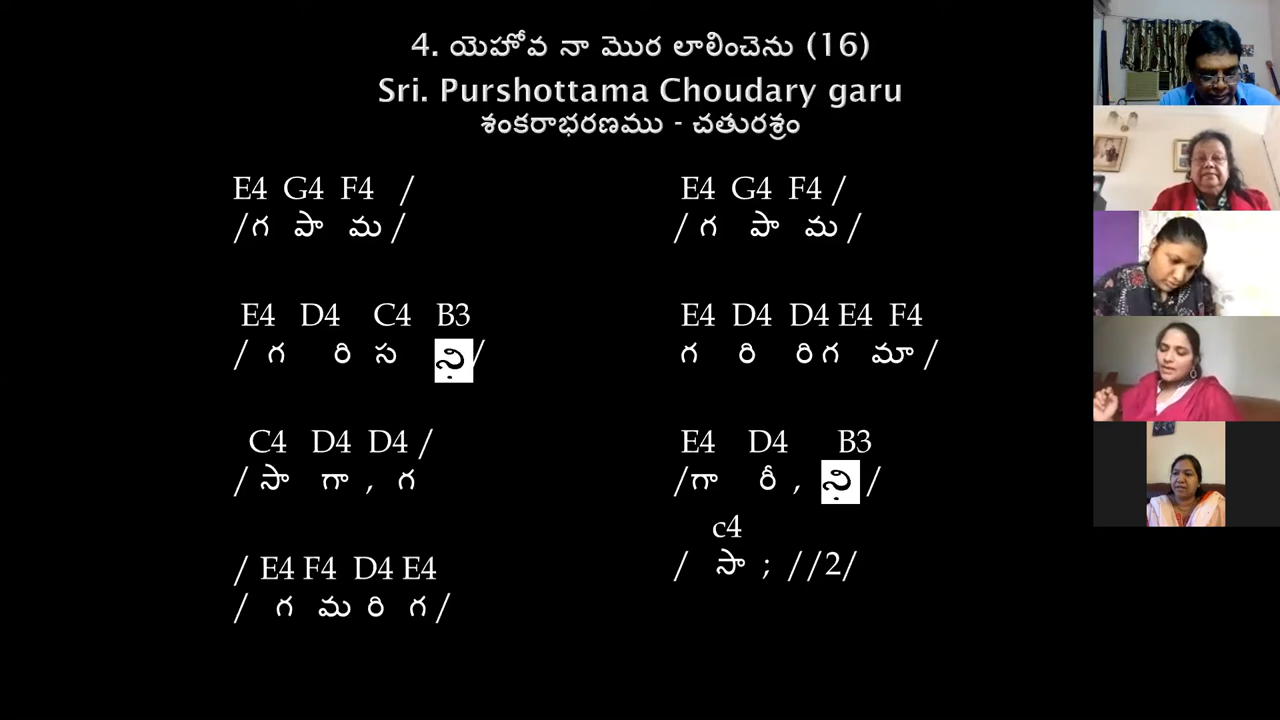 4. యెహోవ నా మొర లాలించెను (16)
Sri. Purshottama Choudary garu
శంకరాభరణము - చతురశ్రం
E4 G4 F4 /
/గ పా మ /
E4 D4 C4 B3
/ గ రి స ని /
C4 D4 D4 /
/ సా గా , గ
/ E4 F4 D4 E4
/ గ మ రి గ /
E4 G4 F4 /
/ గ పా మ /
E4 D4 D4 E4 F4
గ రి రి గ మా /
E4 D4 B3
/గా రీ , ని /
c4
/ సా ; //2/